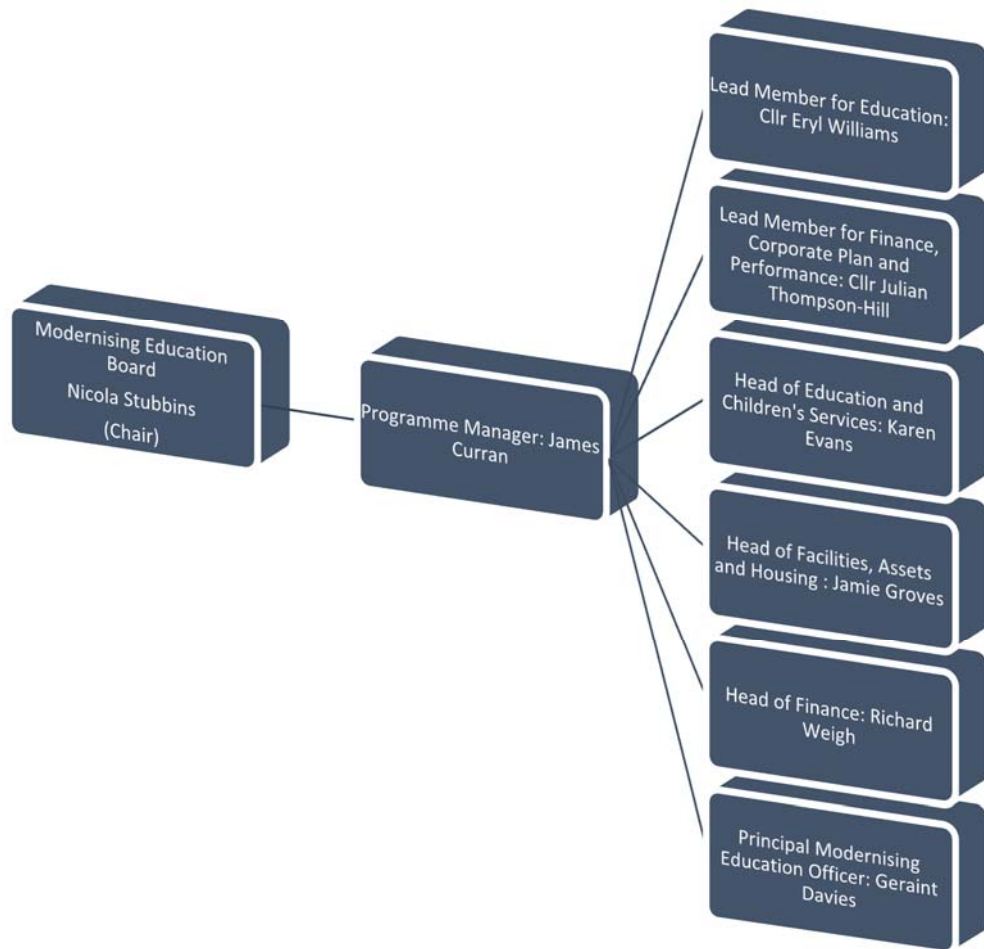 Modernising Education
Board
Nicola Stubbins
(Chair)
Programme Manager: James
Curran
Lead Member for Education:
Cllr Eryl Williams
Lead Member for Finance,
Corporate Plan and
Performance: Cllr Julian
Thompson-Hill
Head of Education and
Children's Services: Karen
Evans
Head of Facilities, Assets
and Housing : Jamie Groves
Head of Finance: Richard
Weigh
Principal Modernising
Education Officer: Geraint
Davies